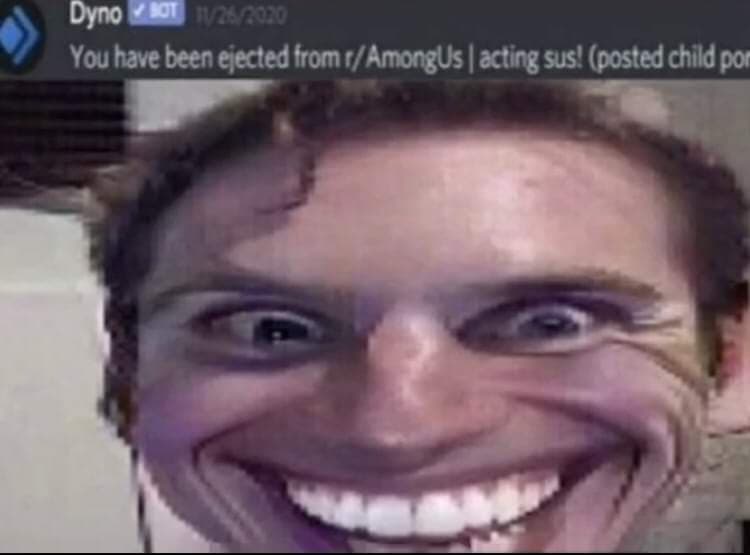 Dyno ✓ BOT 11/26/2020
You have been ejected from r/AmongUs | acting sus! (posted child por